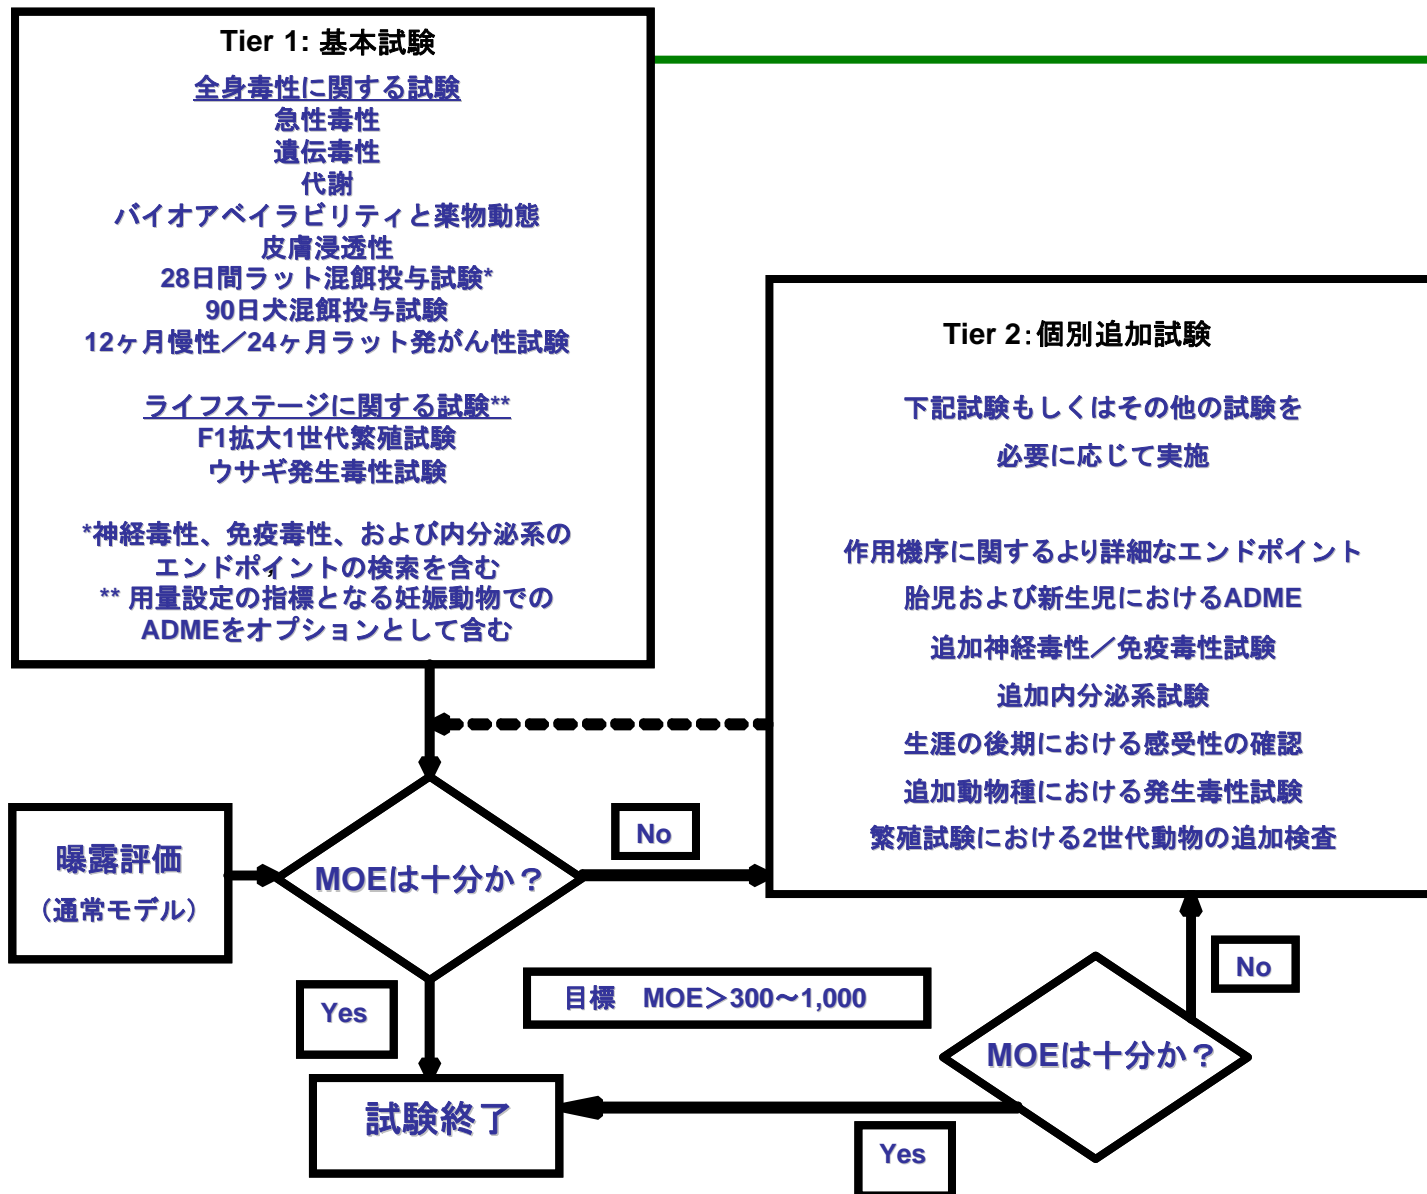 Tier 1: 基本試験
全身毒性に関する試験
急性毒性
遺伝毒性
代謝
バイオアベイラビリティと薬物動態
皮膚浸透性
28日間ラット混餌投与試験*
90日犬混餌投与試験
12ヶ月慢性／24ヶ月ラット発がん性試験
ライフステージに関する試験**
F1拡大1世代繁殖試験
ウサギ発生毒性試験
*神経毒性、免疫毒性、および内分泌系の
エンドポイントの検索を含む
** 用量設定の指標となる妊娠動物での
ADMEをオプションとして含む
Tier 2：個別追加試験
下記試験もしくはその他の試験を
必要に応じて実施
作用機序に関するより詳細なエンドポイント
胎児および新生児におけるADME
追加神経毒性／免疫毒性試験
追加内分泌系試験
生涯の後期における感受性の確認
追加動物種における発生毒性試験
繁殖試験における2世代動物の追加検査
曝露評価
（通常モデル）
MOEは十分か？
No
Yes
目標　MOE＞300～1,000
No
MOEは十分か？
試験終了
Yes